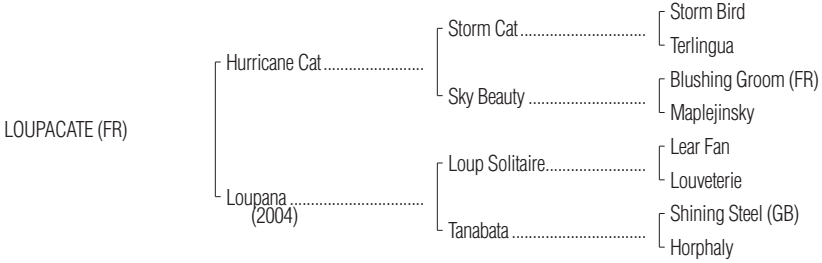 Storm Bird
Storm Cat..............................
Terlingua
Hurricane Cat........................
Blushing Groom (FR)
Sky Beauty ............................
Maplejinsky
LOUPACATE (FR)
Lear Fan
Loup Solitaire........................
Louveterie
Loupana ................................
(2004)
Shining Steel (GB)
Tanabata ................................
Horphaly